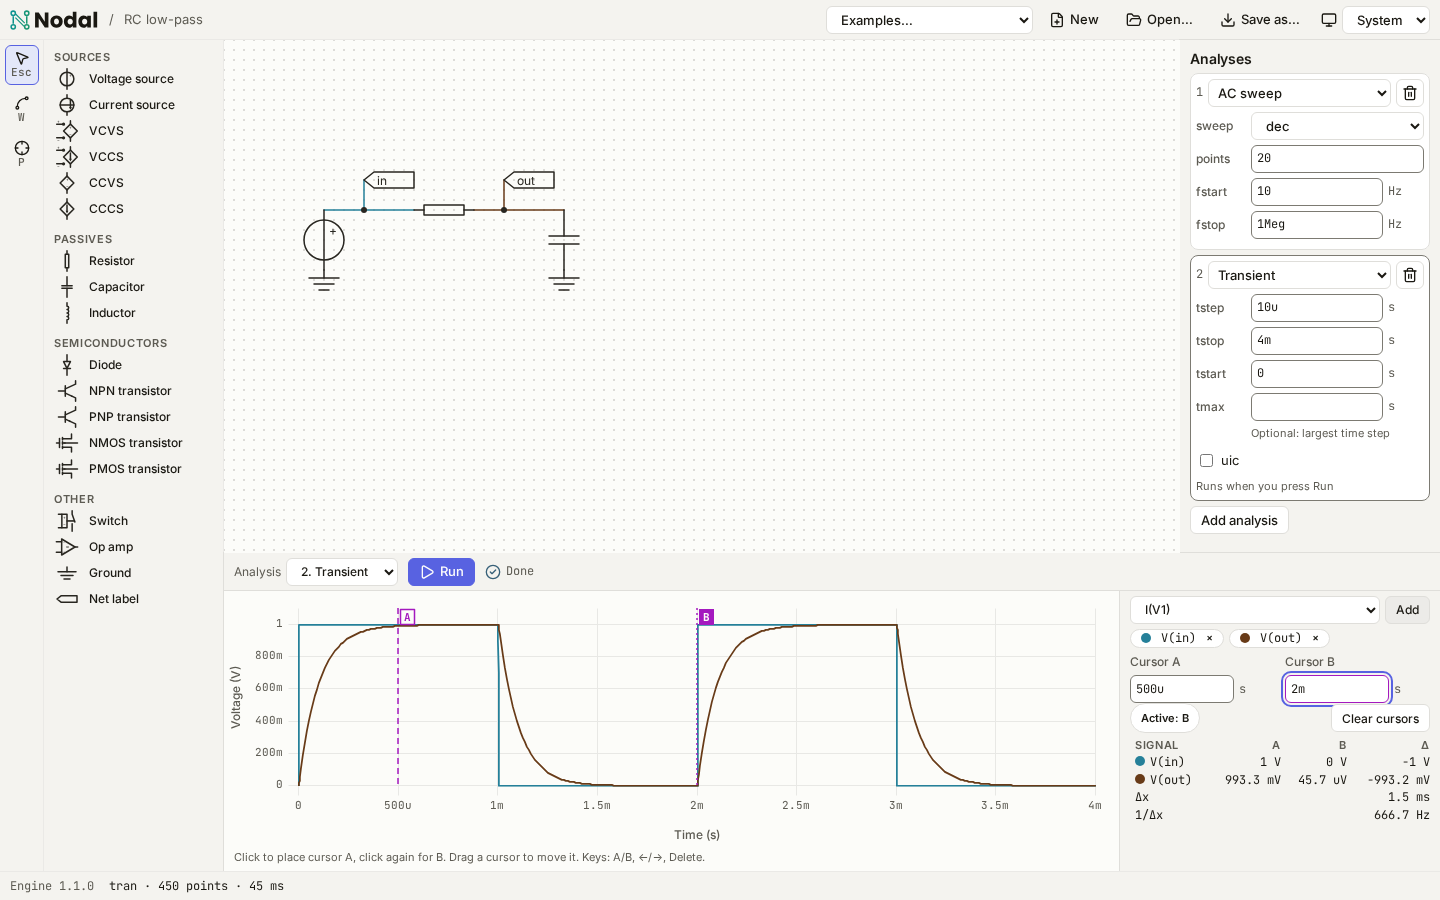 Nodal / RC low-pass
Examples...
New
Open...
Save as...
System
Esc
W
P
SOURCES
Voltage source
Current source
VCVS
VCCS
CCVS
CCCS
PASSIVES
Resistor
Capacitor
Inductor
SEMICONDUCTORS
Diode
NPN transistor
PNP transistor
NMOS transistor
PMOS transistor
OTHER
Switch
Op amp
Ground
Net label
in
out
+
Analyses
1 AC sweep
sweep dec
points 20
fstart 10 Hz
fstop 1Meg Hz
2 Transient
tstep 10u s
tstop 4m s
tstart 0 s
tmax s
Optional: largest time step
uic
Runs when you press Run
Add analysis
Analysis 2. Transient Run Done
Voltage (V)
1
800m
600m
400m
200m
0
A
B
0 500u 1m 1.5m 2m 2.5m 3m 3.5m 4m
Time (s)
Click to place cursor A, click again for B. Drag a cursor to move it. Keys: A/B, ←/→, Delete.
I(V1) Add
V(in) × V(out) ×
Cursor A Cursor B
500u s 2m s
Active: B Clear cursors
SIGNAL A B Δ
V(in) 1 V 0 V -1 V
V(out) 993.3 mV 45.7 uV -993.2 mV
Δx 1.5 ms
1/Δx 666.7 Hz
Engine 1.1.0 tran · 450 points · 45 ms